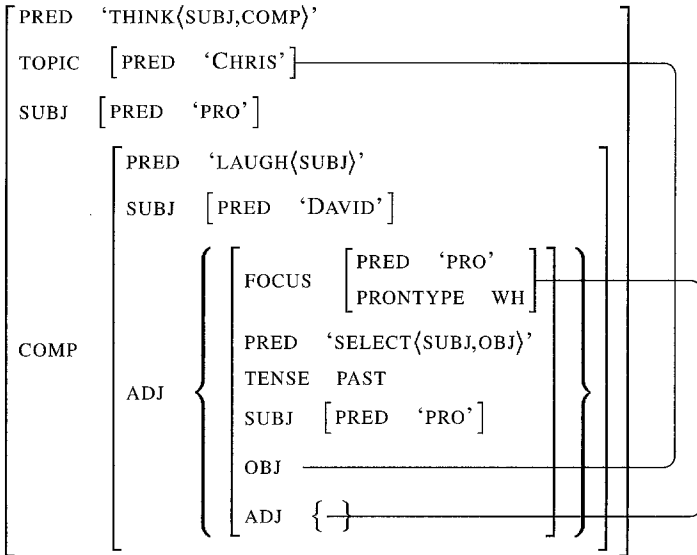 PRED ‘THINK⟨SUBJ,COMP⟩’
TOPIC [PRED ‘CHRIS’]
SUBJ [PRED ‘PRO’]
PRED ‘LAUGH⟨SUBJ⟩’
SUBJ [PRED ‘DAVID’]
FOCUS [PRED ‘PRO’
PRONTYPE WH]
PRED ‘SELECT⟨SUBJ,OBJ⟩’
COMP
TENSE PAST
ADJ
SUBJ [PRED ‘PRO’]
OBJ
ADJ { }